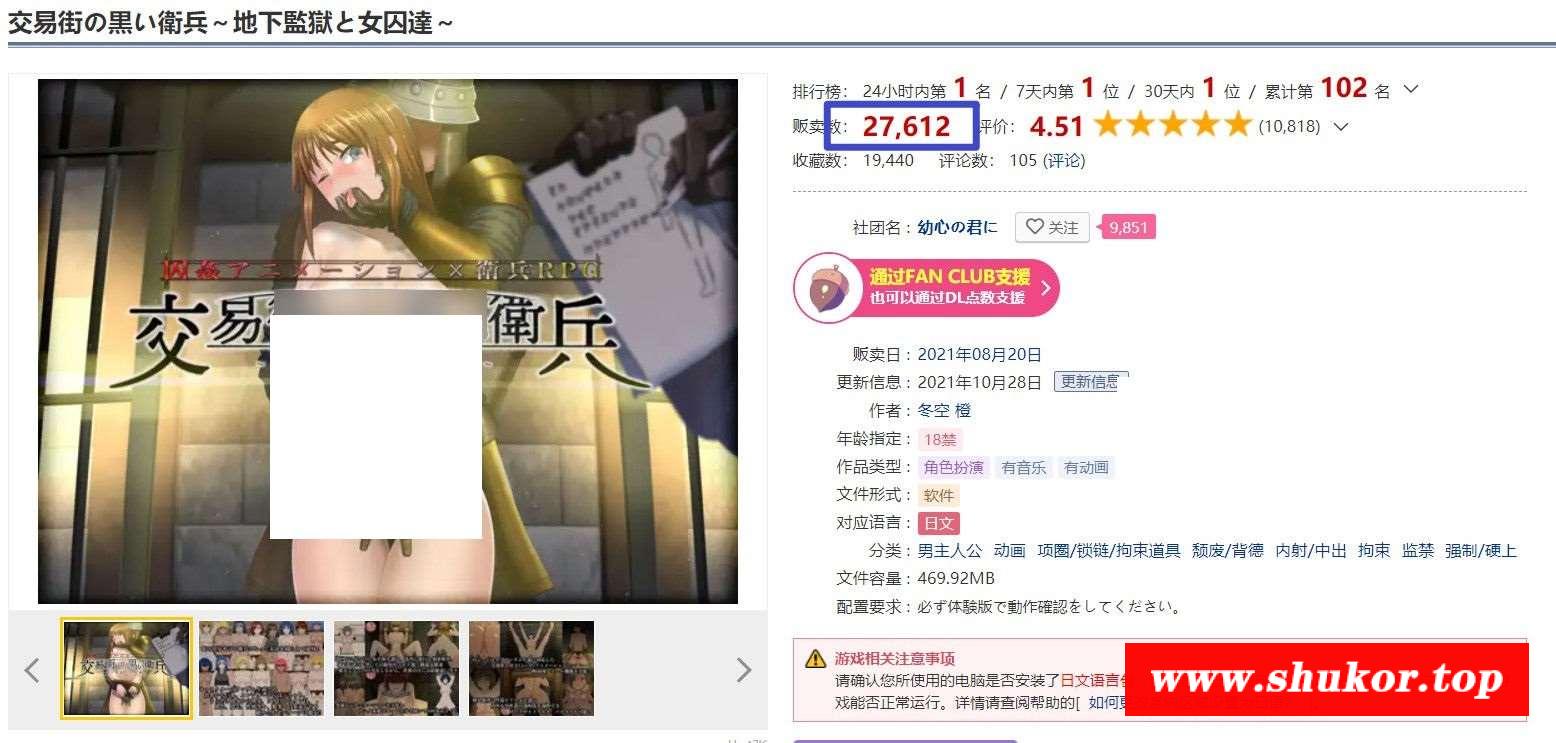 交易街の黒い衛兵～地下監獄と女囚達～
囚姦アニメーション×衛兵RPG
交易 衛兵
排行榜： 24小时内第 1 名 / 7天内第 1 位 / 30天内 1 位 / 累计第 102 名
贩卖数： 27,612 评价： 4.51 ★★★★★ (10,818)
收藏数： 19,440 评论数： 105 (评论)
社团名： 幼心の君に 关注 9,851
通过FAN CLUB支援
也可以通过DL点数支援
贩卖日： 2021年08月20日
更新信息： 2021年10月28日 更新信息
作者： 冬空 橙
年龄指定： 18禁
作品类型： 角色扮演 有音乐 有动画
文件形式： 软件
对应语言： 日文
分类： 男主人公 动画 项圈/锁链/拘束道具 颓废/背德 内射/中出 拘束 监禁 强制/硬上
文件容量： 469.92MB
配置要求： 必ず体験版で動作確認をしてください。
游戏相关注意事项
请确认您所使用的电脑是否安装了日文语言
戏能否正常运行。详情请查阅帮助的[ 如何更
www.shukor.top